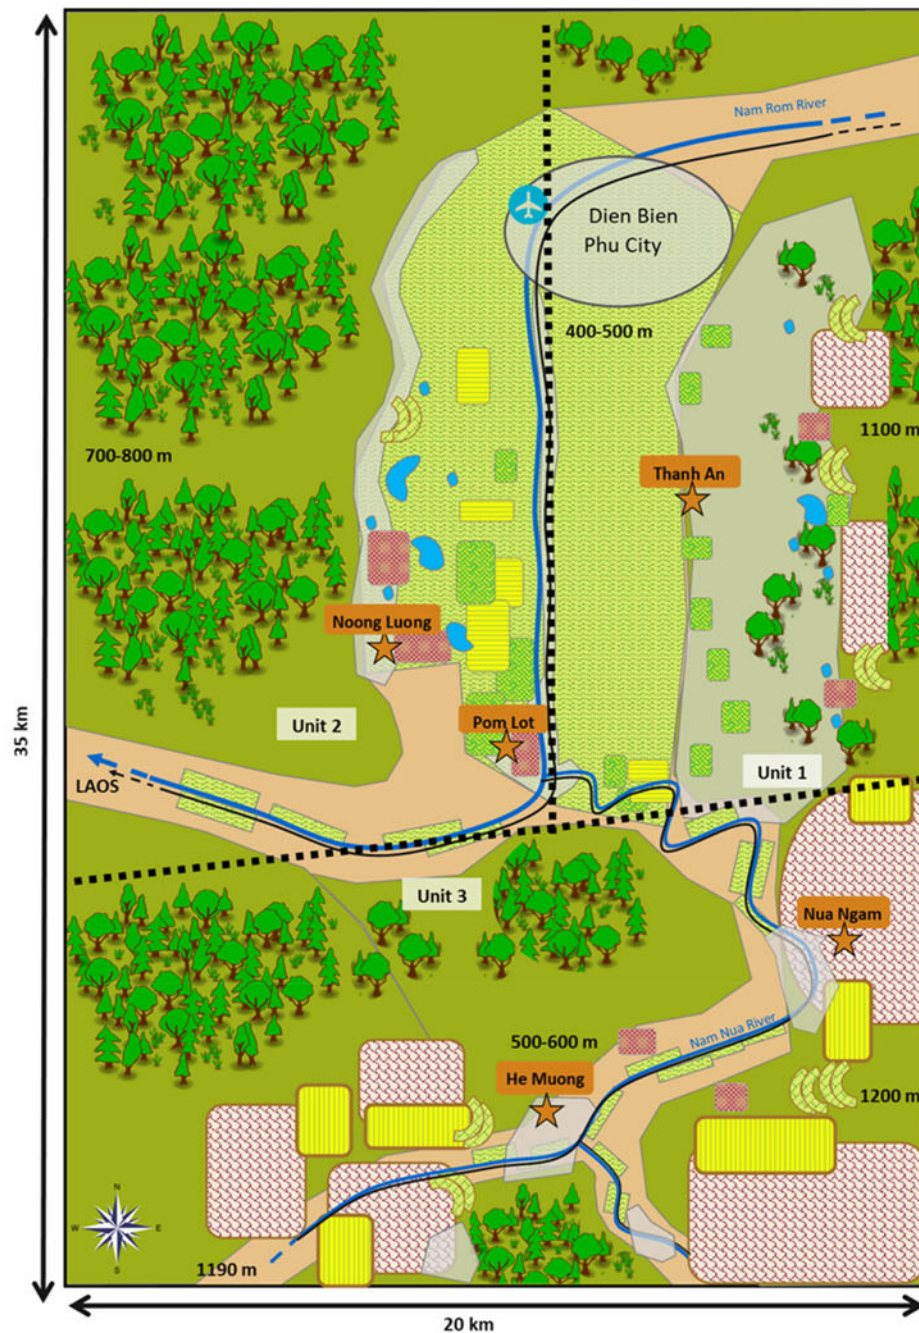 Nam Rom River
Dien Bien
Phu City
400-500 m
700-800 m
1100 m
Thanh An
Noong Luong
Unit 2
Pom Lot
Unit 1
LAOS
Unit 3
Nua Ngam
Nam Nua River
500-600 m
He Muong
1200 m
N
W
E
S
1190 m
35 km
20 km